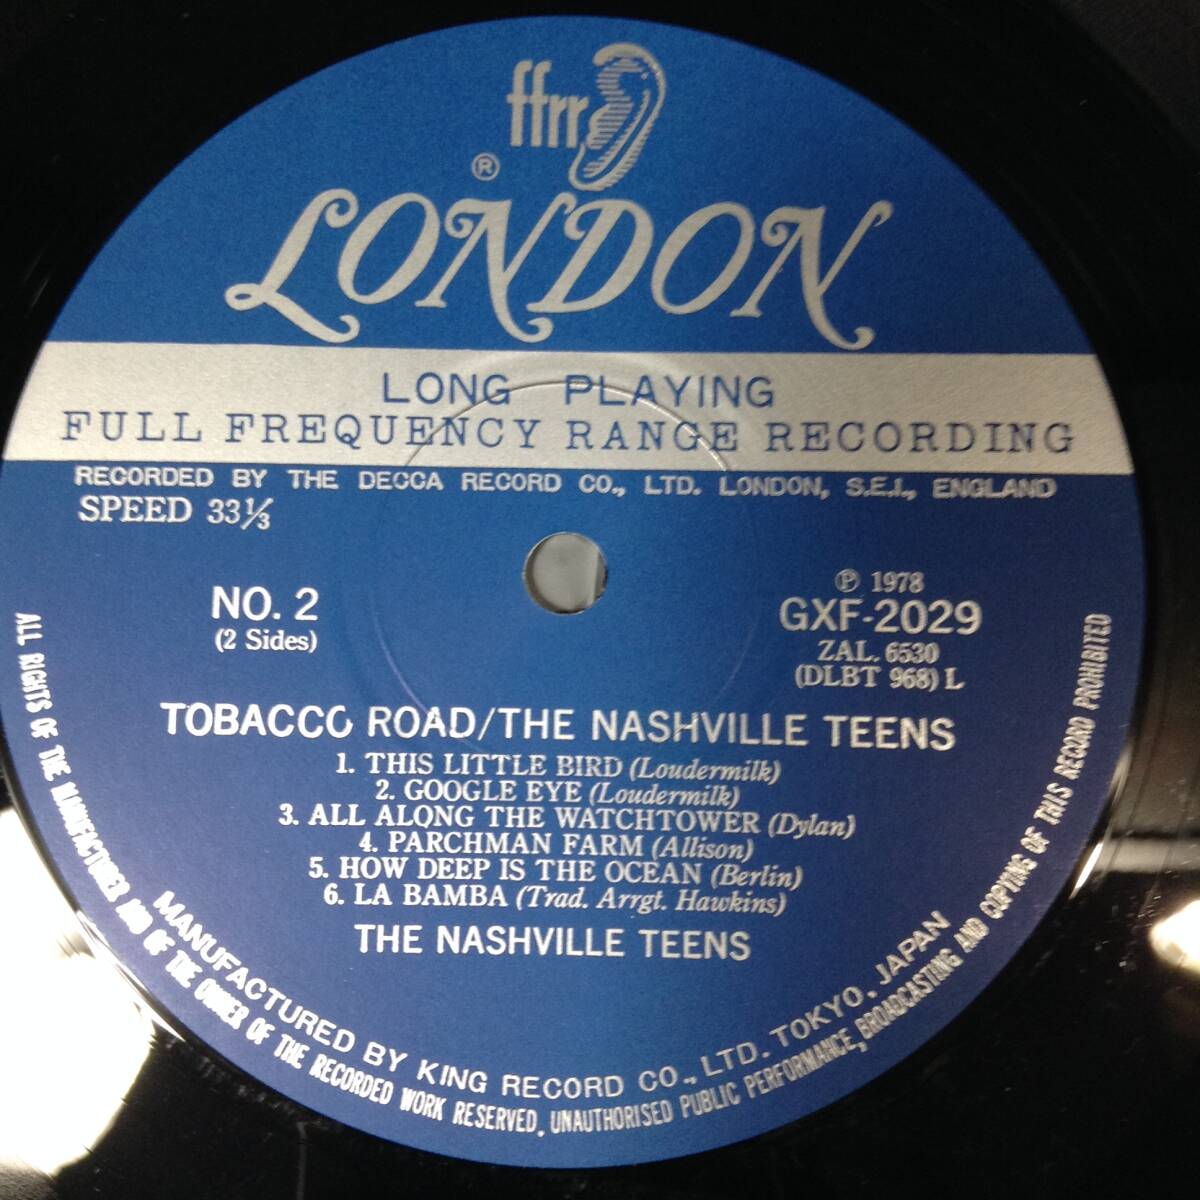 ffrr
®
LONDON
LONG PLAYING
FULL FREQUENCY RANGE RECORDING
RECORDED BY THE DECCA RECORD CO., LTD. LONDON, S.E.I., ENGLAND
SPEED 33⅓
NO. 2
(2 Sides)
℗ 1978
GXF-2029
ZAL. 6530
(DLBT 968) L
TOBACCO ROAD/THE NASHVILLE TEENS
1. THIS LITTLE BIRD (Loudermilk)
2. GOOGLE EYE (Loudermilk)
3. ALL ALONG THE WATCHTOWER (Dylan)
4. PARCHMAN FARM (Allison)
5. HOW DEEP IS THE OCEAN (Berlin)
6. LA BAMBA (Trad. Arrgt. Hawkins)
THE NASHVILLE TEENS
MANUFACTURED BY KING RECORD CO., LTD. TOKYO. JAPAN
ALL RIGHTS OF THE MANUFACTURER AND OF THE OWNER OF THE RECORDED WORK RESERVED. UNAUTHORISED PUBLIC PERFORMANCE, BROADCASTING AND COPYING OF THIS RECORD PROHIBITED